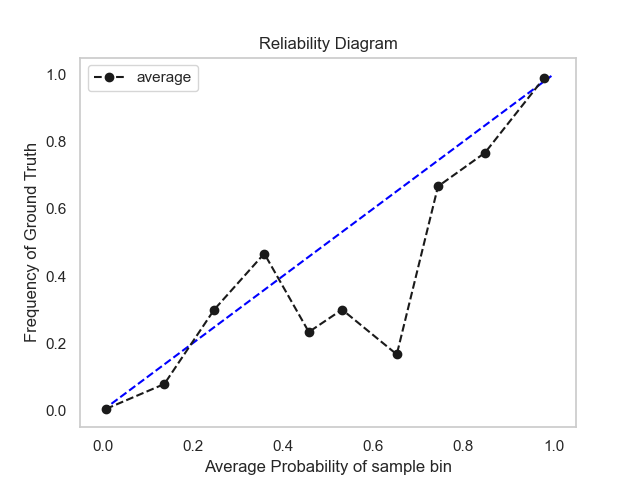 Reliability Diagram
average
Frequency of Ground Truth
1.0
0.8
0.6
0.4
0.2
0.0
0.0 0.2 0.4 0.6 0.8 1.0
Average Probability of sample bin